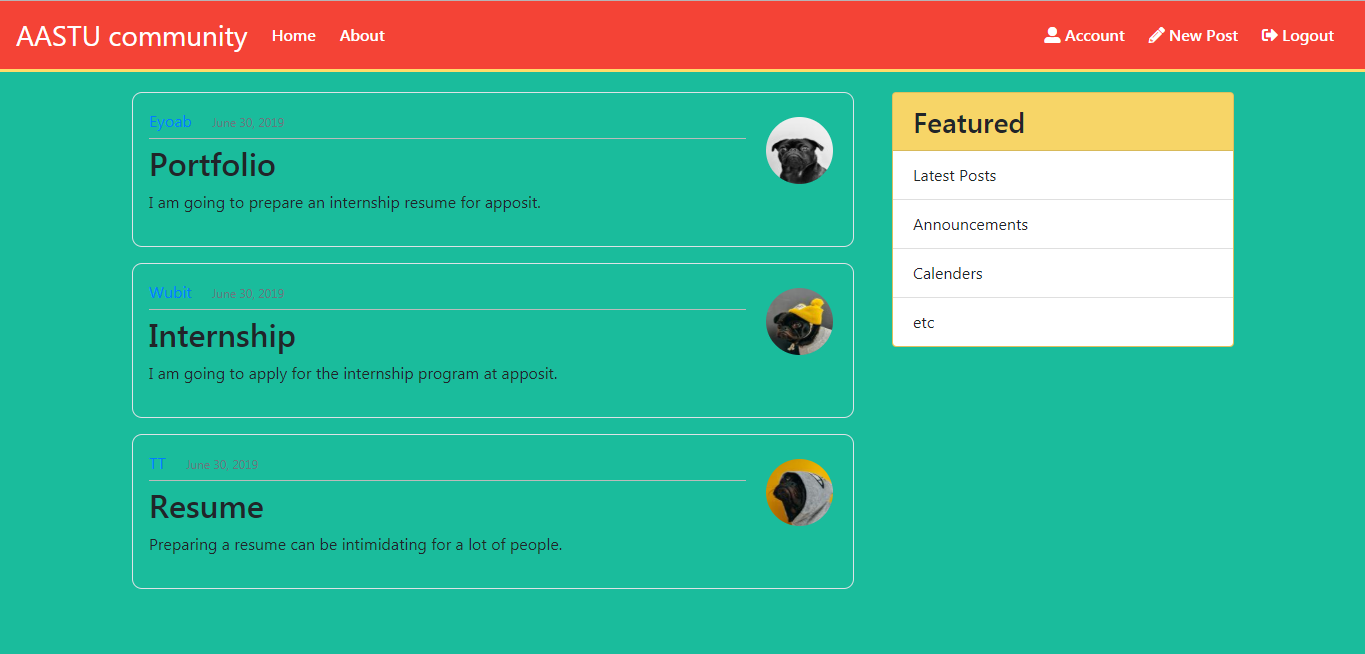 AASTU community Home About Account New Post Logout
Eyoab June 30, 2019
Portfolio
I am going to prepare an internship resume for apposit.
Wubit June 30, 2019
Internship
I am going to apply for the internship program at apposit.
TT June 30, 2019
Resume
Preparing a resume can be intimidating for a lot of people.
Featured
Latest Posts
Announcements
Calenders
etc